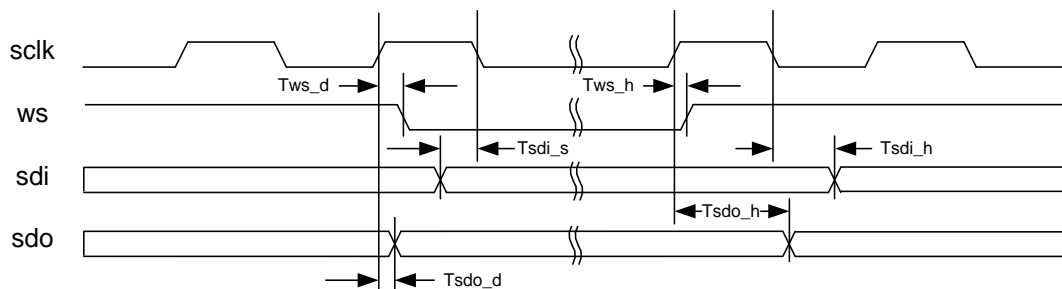 sclk
Tws_d
Tws_h
ws
Tsdi_s
Tsdi_h
sdi
Tsdo_h
sdo
Tsdo_d